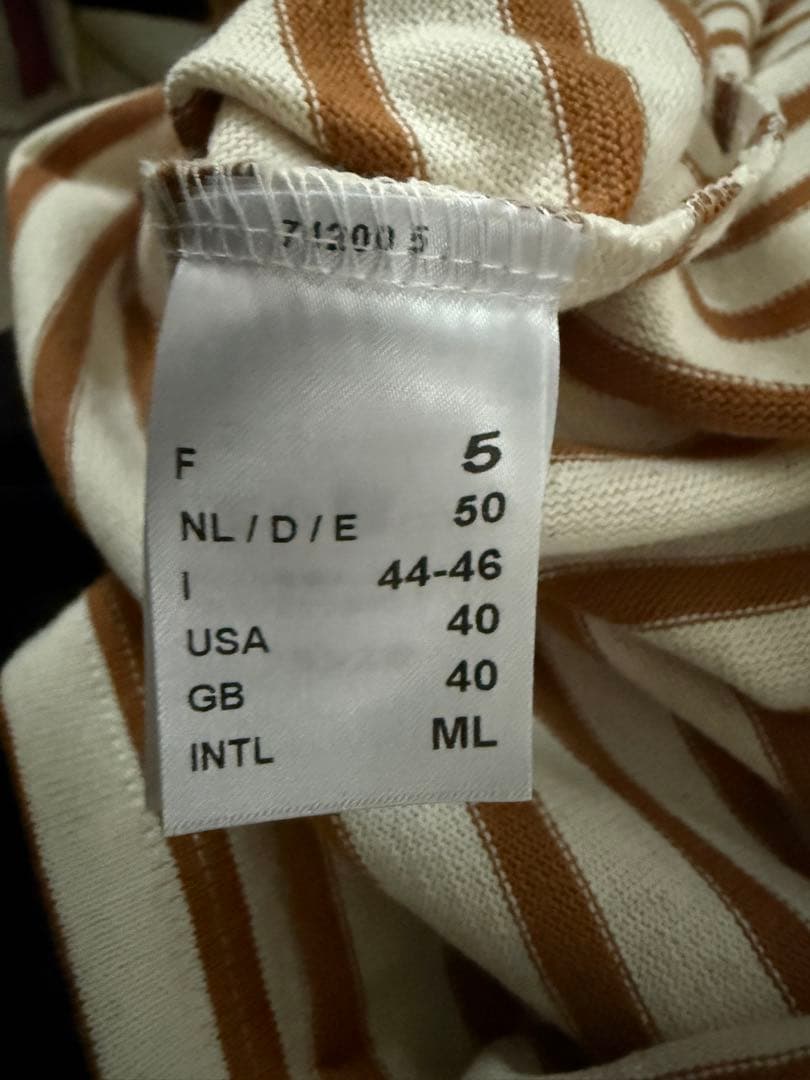 F 5
NL / D / E 50
I 44-46
USA 40
GB 40
INTL ML